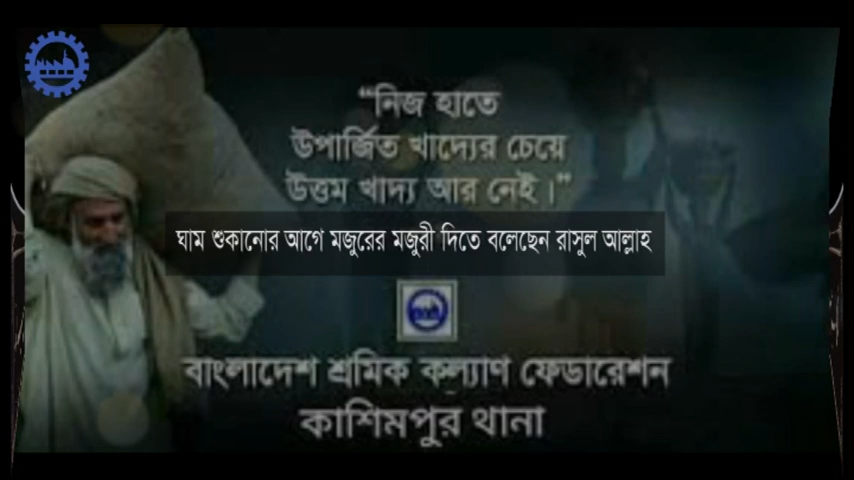 “নিজ হাতে
উপার্জিত খাদ্যের চেয়ে
উত্তম খাদ্য আর নেই।”
ঘাম শুকানোর আগে মজুরের মজুরী দিতে বলেছেন রাসুল আল্লাহ
বাংলাদেশ শ্রমিক কল্যাণ ফেডারেশন
কাশিমপুর থানা